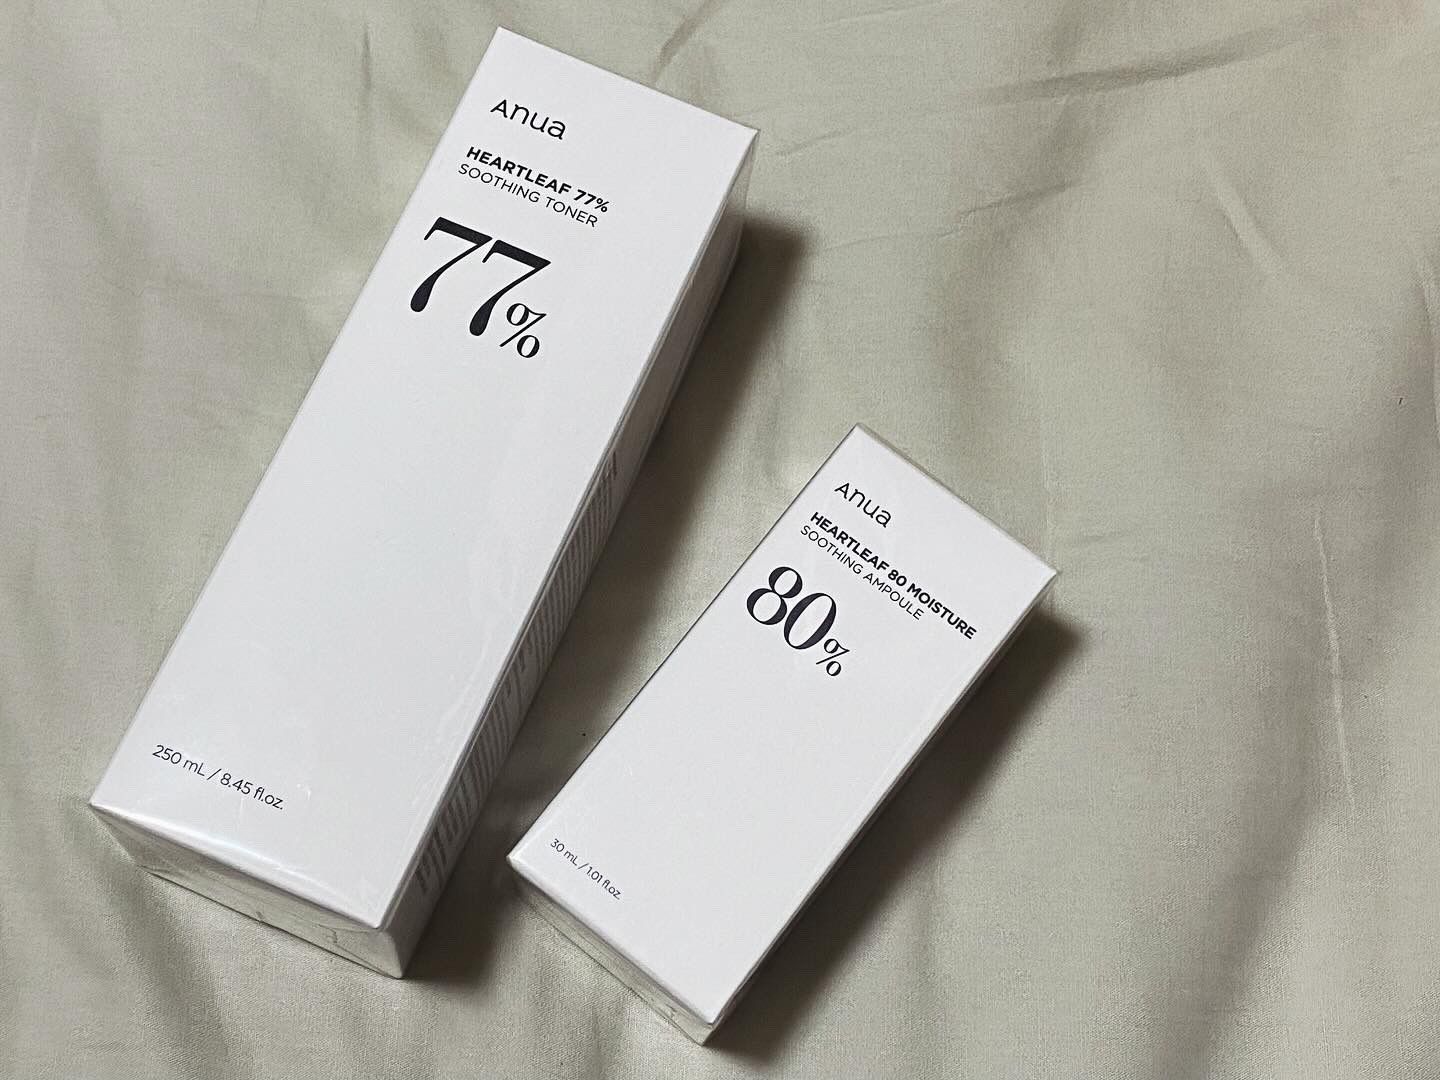 Anua
HEARTLEAF 77%
SOOTHING TONER
77%
250 mL / 8.45 fl.oz.
Anua
HEARTLEAF 80 MOISTURE
SOOTHING AMPOULE
80%
30 mL / 1.01 fl.oz.